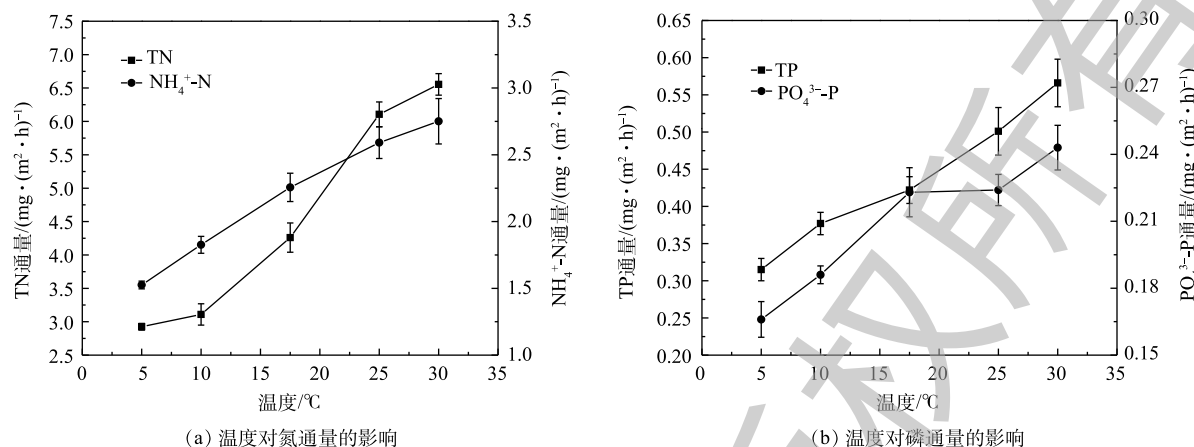 7.5
7.0
6.5
6.0
5.5
5.0
4.5
4.0
3.5
3.0
2.5
TN通量/(mg·(m²·h)⁻¹)
TN
NH₄⁺-N
3.5
3.0
2.5
2.0
1.5
1.0
NH₄⁺-N通量/(mg·(m²·h)⁻¹)
0 5 10 15 20 25 30 35
温度/℃
(a) 温度对氮通量的影响
0.65
0.60
0.55
0.50
0.45
0.40
0.35
0.30
0.25
0.20
TP通量/(mg·(m²·h)⁻¹)
TP
PO₄³⁻-P
0.30
0.27
0.24
0.21
0.18
0.15
PO₄³⁻-P通量/(mg·(m²·h)⁻¹)
0 5 10 15 20 25 30 35
温度/℃
(b) 温度对磷通量的影响
权所有